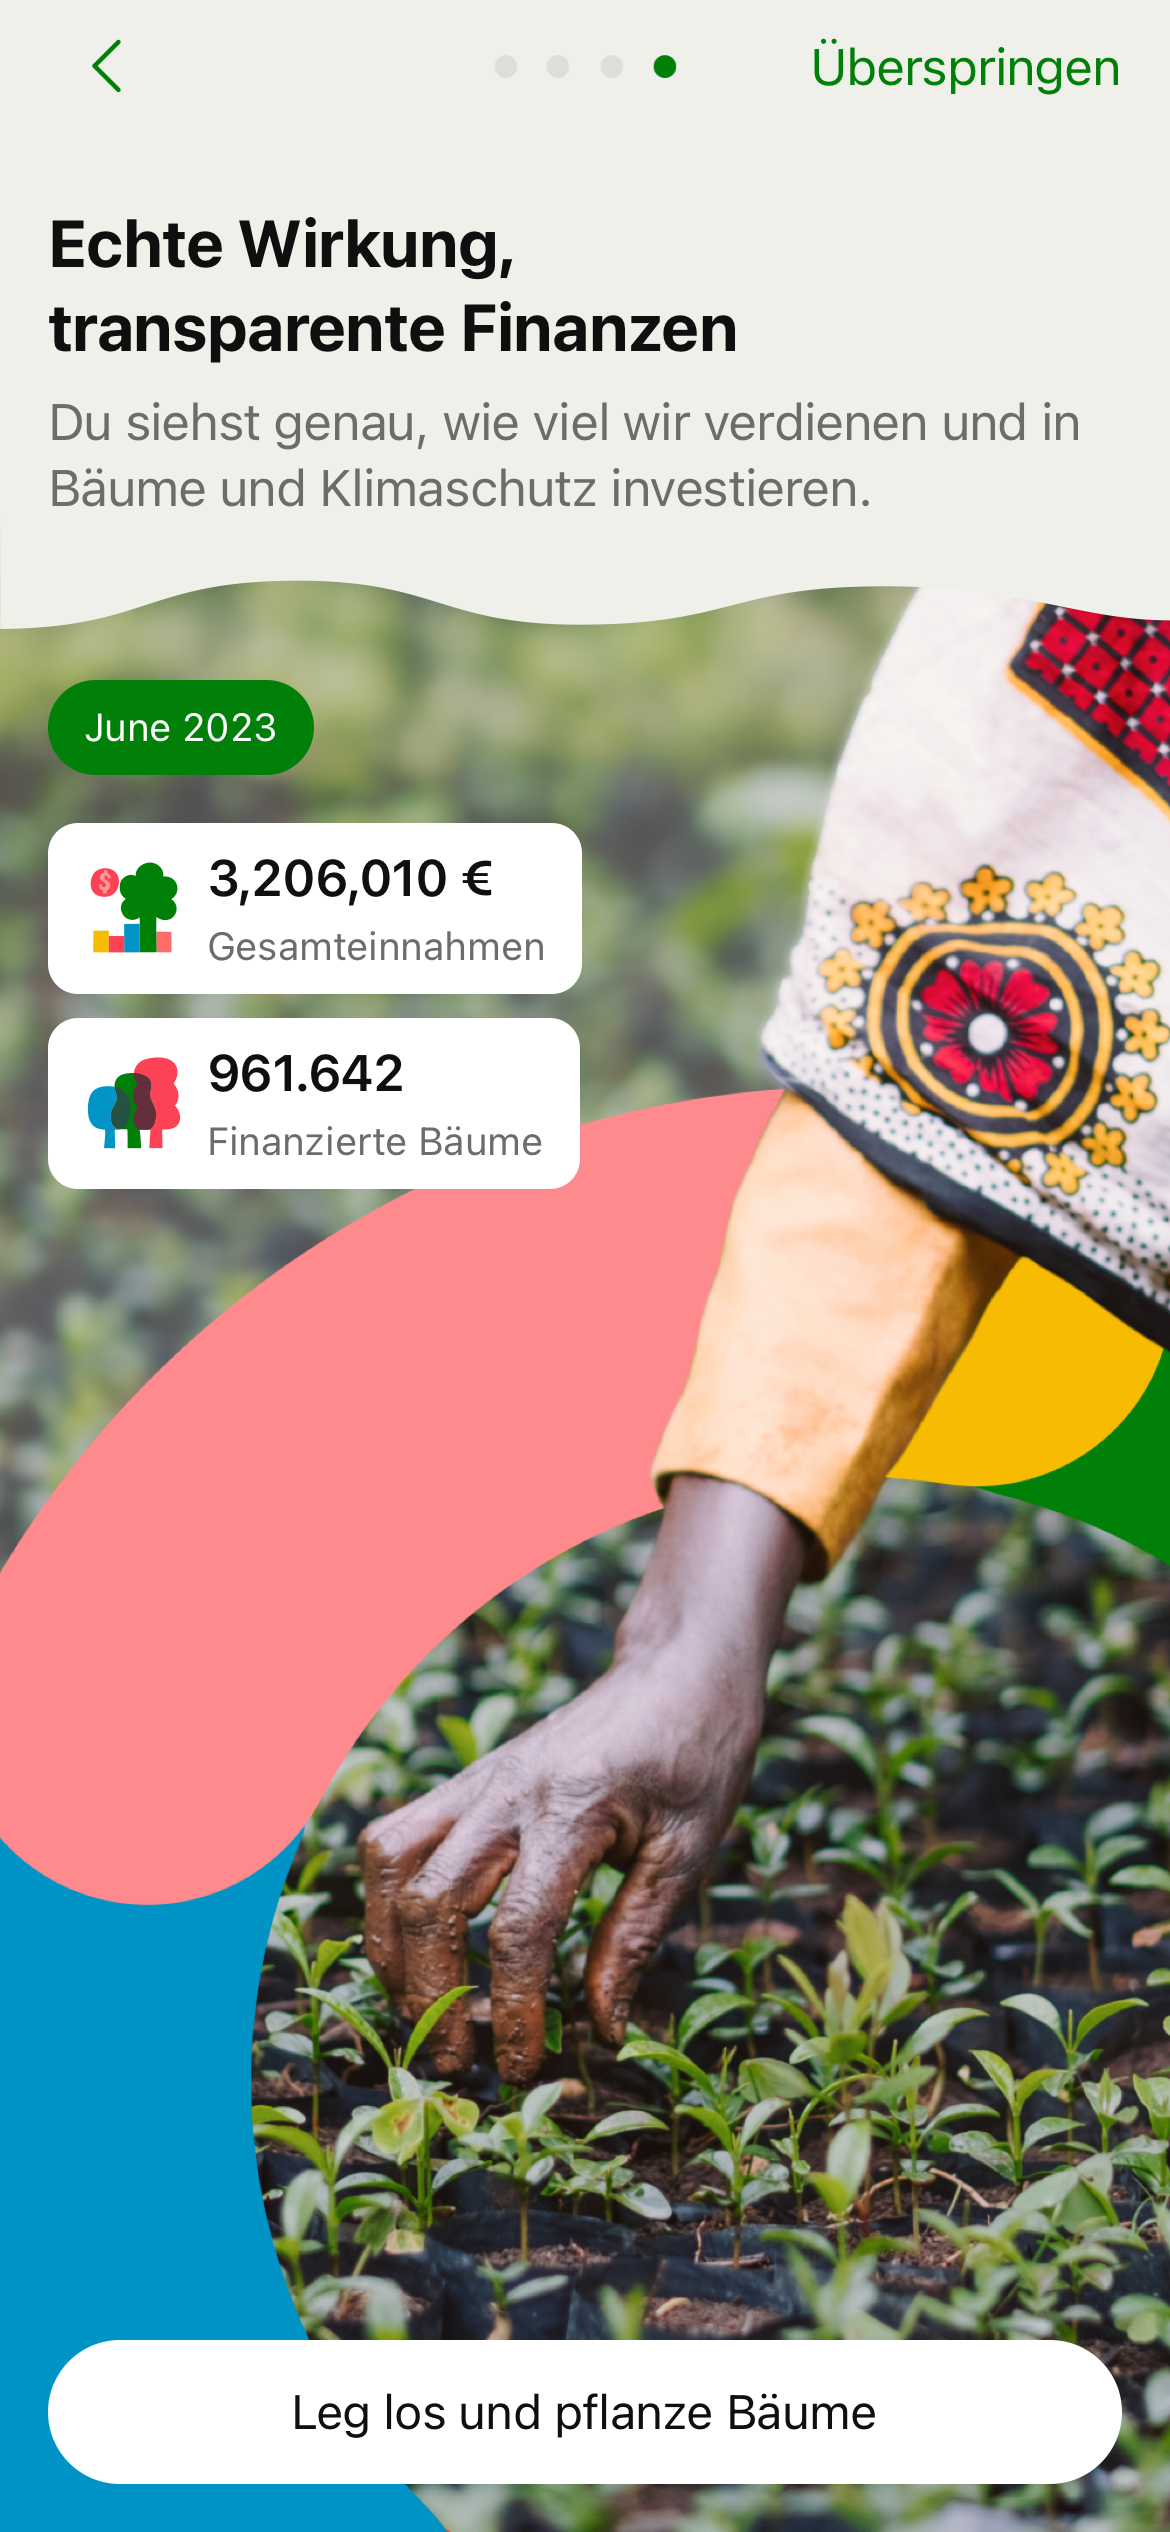 Überspringen
Echte Wirkung,
transparente Finanzen
Du siehst genau, wie viel wir verdienen und in
Bäume und Klimaschutz investieren.
June 2023
3,206,010 €
Gesamteinnahmen
961.642
Finanzierte Bäume
Leg los und pflanze Bäume